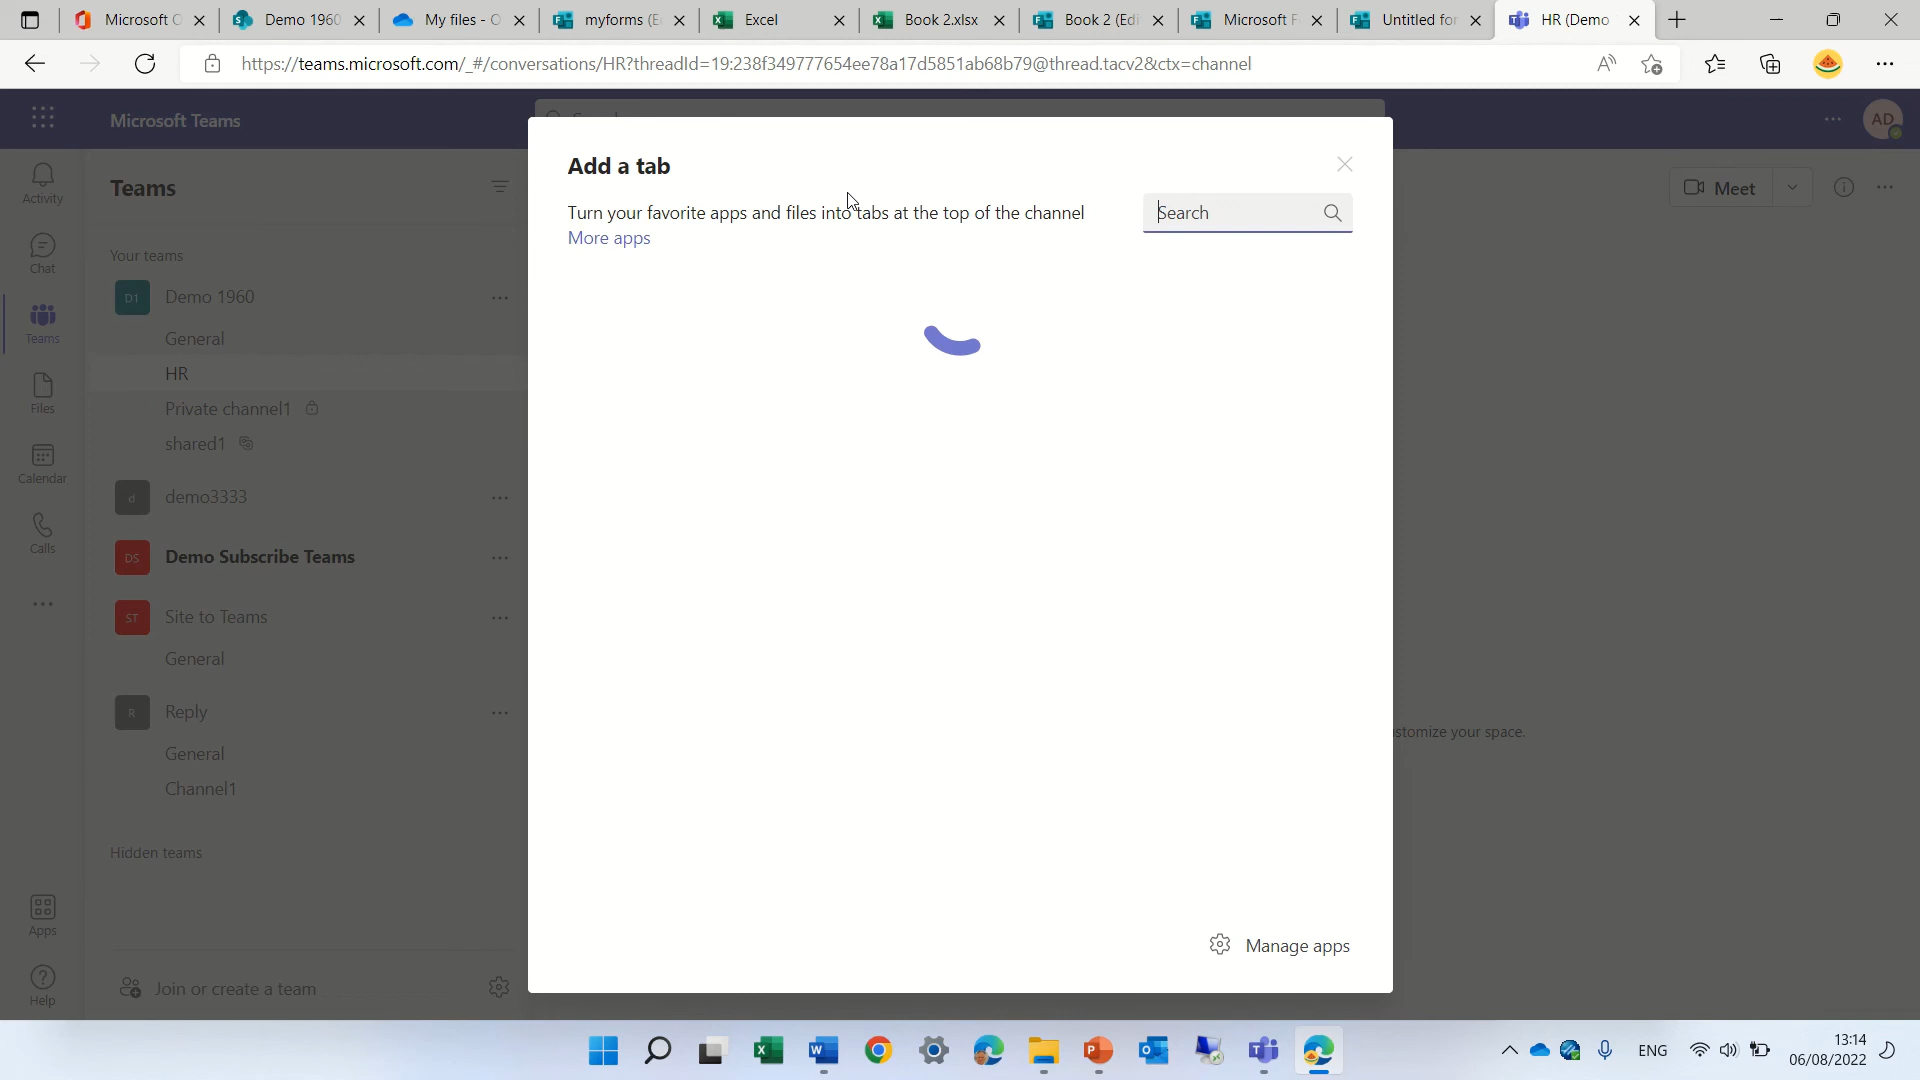 Microsoft O
Demo 1960
My files - O
myforms (E
Excel
Book 2.xlsx
Book 2 (Edi
Microsoft F
Untitled for
HR (Demo
https://teams.microsoft.com/_#/conversations/HR?threadId=19:238f349777654ee78a17d5851ab68b79@thread.tacv2&ctx=channel
Microsoft Teams
AD
Activity
Chat
Teams
Files
Calendar
Calls
Apps
Help
Teams
Your teams
D1 Demo 1960
General
HR
Private channel1
shared1
d demo3333
DS Demo Subscribe Teams
ST Site to Teams
General
R Reply
General
Channel1
Hidden teams
Join or create a team
Add a tab
Turn your favorite apps and files into tabs at the top of the channel
More apps
Search
Manage apps
Meet
stomize your space.
ENG
13:14
06/08/2022